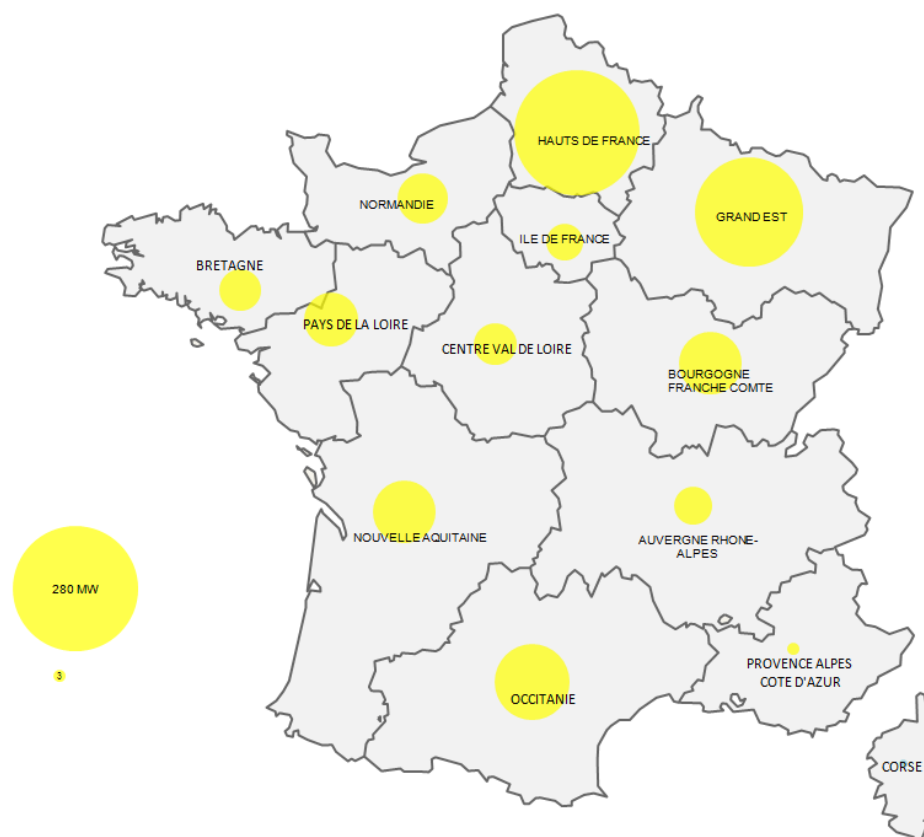 HAUTS DE FRANCE
NORMANDIE
GRAND EST
ILE DE FRANCE
BRETAGNE
PAYS DE LA LOIRE
CENTRE VAL DE LOIRE
BOURGOGNE
FRANCHE COMTE
NOUVELLE AQUITAINE
AUVERGNE RHONE-
ALPES
280 MW
3
PROVENCE ALPES
COTE D'AZUR
OCCITANIE
CORSE